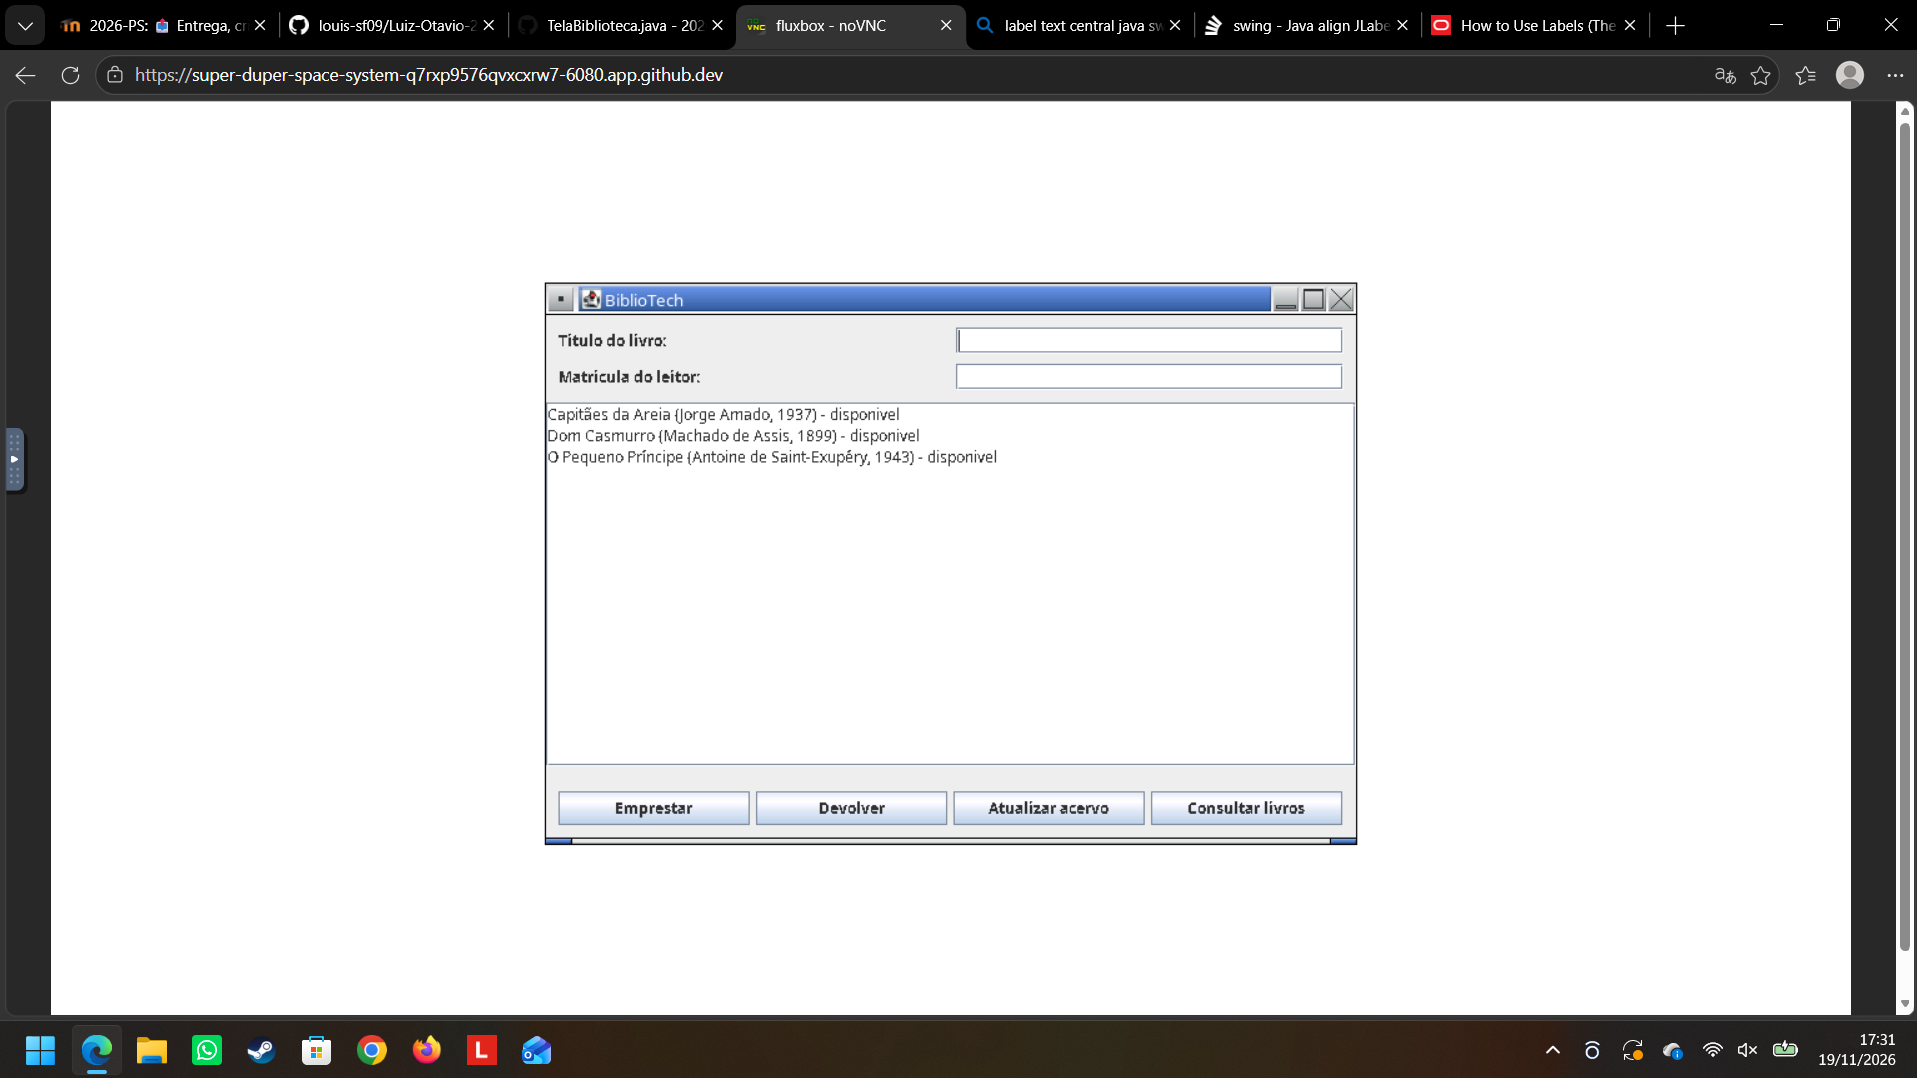 2026-PS: Entrega, cri
louis-sf09/Luiz-Otavio-2
TelaBiblioteca.java - 202
fluxbox - noVNC
label text central java sw
swing - Java align JLabe
How to Use Labels (The
https://super-duper-space-system-q7rxp9576qvxcxrw7-6080.app.github.dev
BiblioTech
Título do livro:
Matricula do leitor:
Capitães da Areia (Jorge Amado, 1937) - disponivel
Dom Casmurro (Machado de Assis, 1899) - disponivel
O Pequeno Príncipe (Antoine de Saint-Exupéry, 1943) - disponivel
Emprestar
Devolver
Atualizar acervo
Consultar livros
17:31
19/11/2026